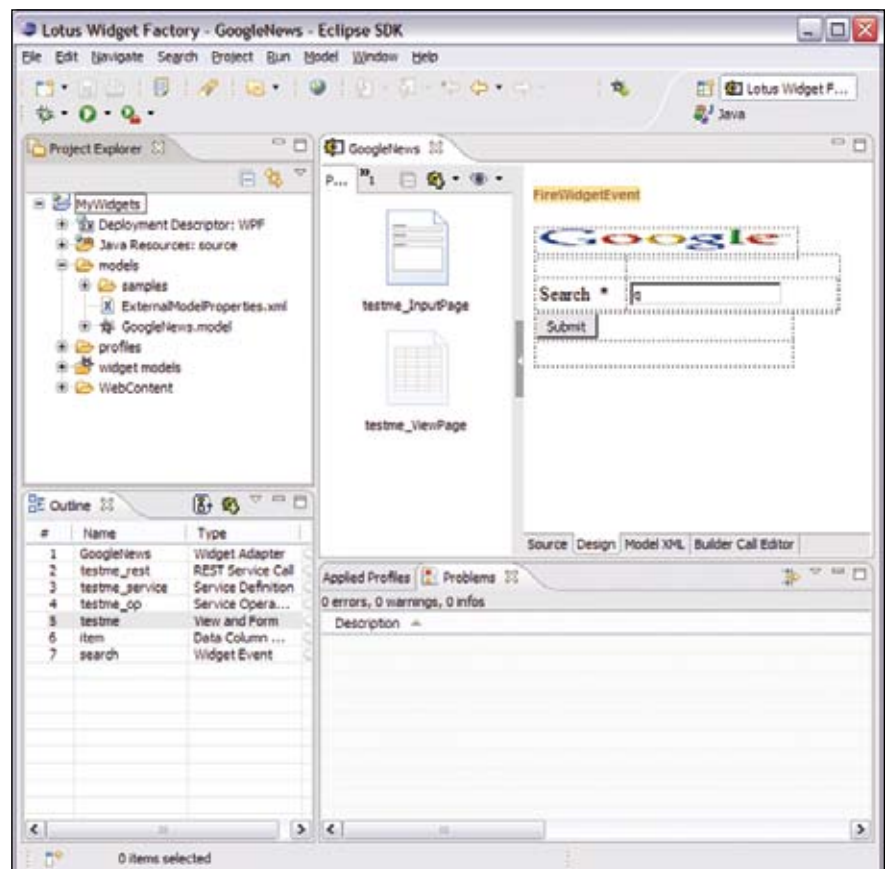 Lotus Widget Factory - GoogleNews - Eclipse SDK
File Edit Navigate Search Project Run Model Window Help
Lotus Widget F...
Java
Project Explorer
MyWidgets
Deployment Descriptor: WPF
Java Resources: source
models
samples
ExternalModelProperties.xml
GoogleNews.model
profiles
widget models
WebContent
GoogleNews
P... »1
testme_InputPage
testme_ViewPage
FireWidgetEvent
Google
Search * q
Submit
Source Design Model XML Builder Call Editor
Outline
# Name Type
1 GoogleNews Widget Adapter
2 testme_rest REST Service Call
3 testme_service Service Definition
4 testme_op Service Opera...
5 testme View and Form
6 item Data Column ...
7 search Widget Event
Applied Profiles Problems
0 errors, 0 warnings, 0 infos
Description
0 items selected